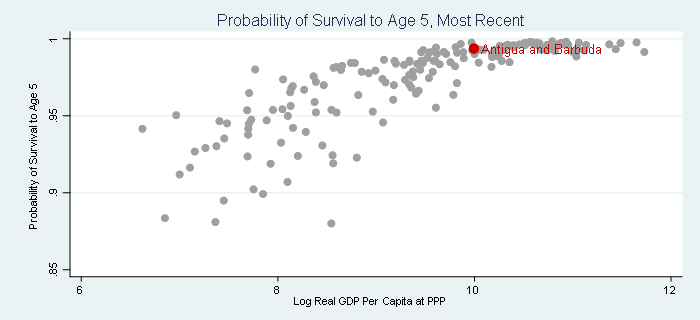 Probability of Survival to Age 5, Most Recent
1
.95
.9
.85
Probability of Survival to Age 5
Antigua and Barbuda
6
8
10
12
Log Real GDP Per Capita at PPP